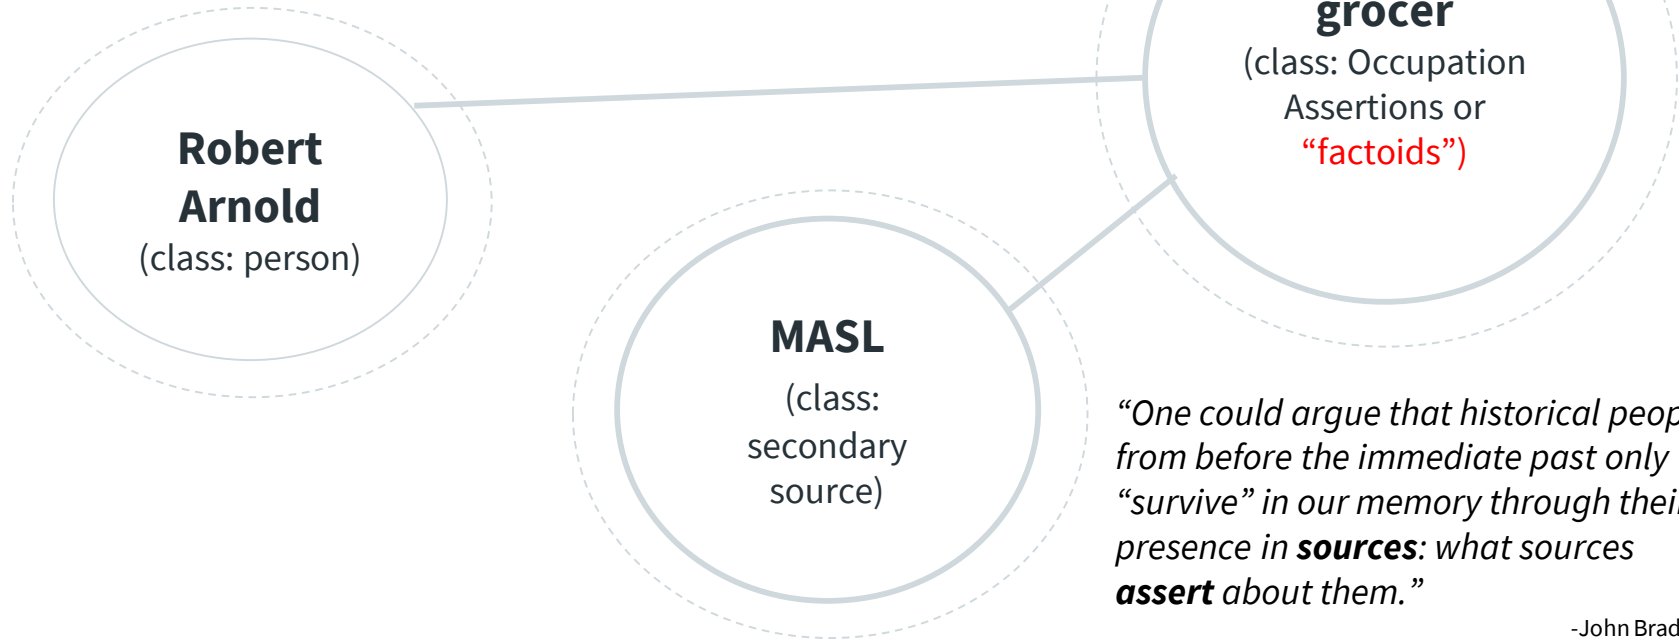 grocer
(class: Occupation
Assertions or
“factoids”)
Robert
Arnold
(class: person)
MASL
(class:
secondary
source)
“One could argue that historical peop
from before the immediate past only
“survive” in our memory through their
presence in sources: what sources
assert about them.”
-John Brad